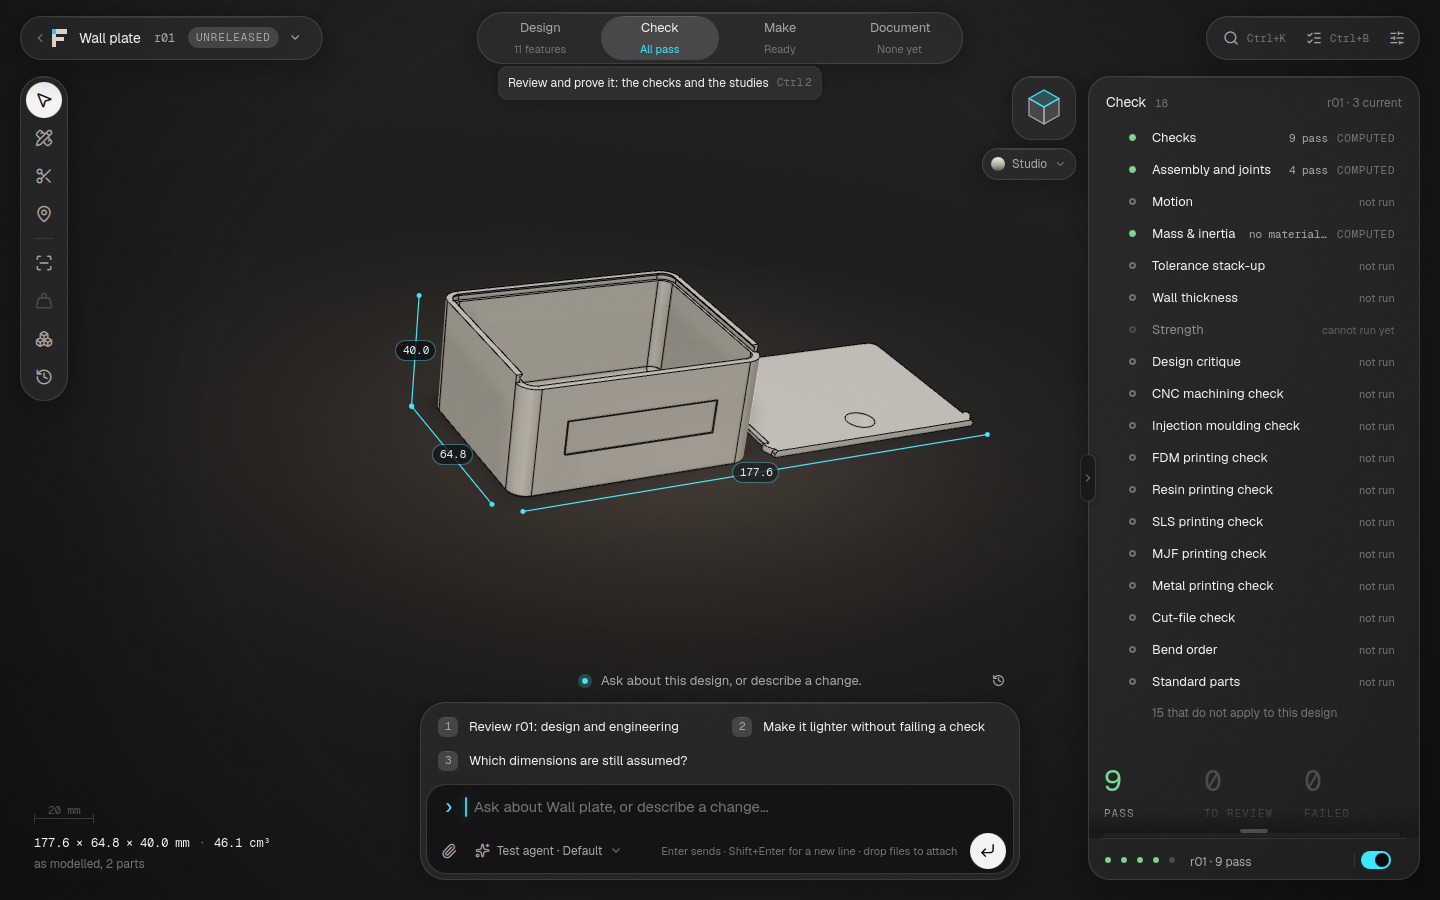 Wall plate r01 UNRELEASED
Design
11 features
Check
All pass
Make
Ready
Document
None yet
Ctrl+K
Ctrl+B
Review and prove it: the checks and the studies Ctrl2
Studio
Check 18 r01 · 3 current
Checks 9 pass COMPUTED
Assembly and joints 4 pass COMPUTED
Motion not run
Mass & inertia no material… COMPUTED
Tolerance stack-up not run
Wall thickness not run
Strength cannot run yet
Design critique not run
CNC machining check not run
Injection moulding check not run
FDM printing check not run
Resin printing check not run
SLS printing check not run
MJF printing check not run
Metal printing check not run
Cut-file check not run
Bend order not run
Standard parts not run
15 that do not apply to this design
9 0 0
PASS TO REVIEW FAILED
r01 · 9 pass
40.0
64.8
177.6
Ask about this design, or describe a change.
1 Review r01: design and engineering
2 Make it lighter without failing a check
3 Which dimensions are still assumed?
Ask about Wall plate, or describe a change…
Test agent · Default
Enter sends · Shift+Enter for a new line · drop files to attach
20 mm
177.6 × 64.8 × 40.0 mm · 46.1 cm³
as modelled, 2 parts